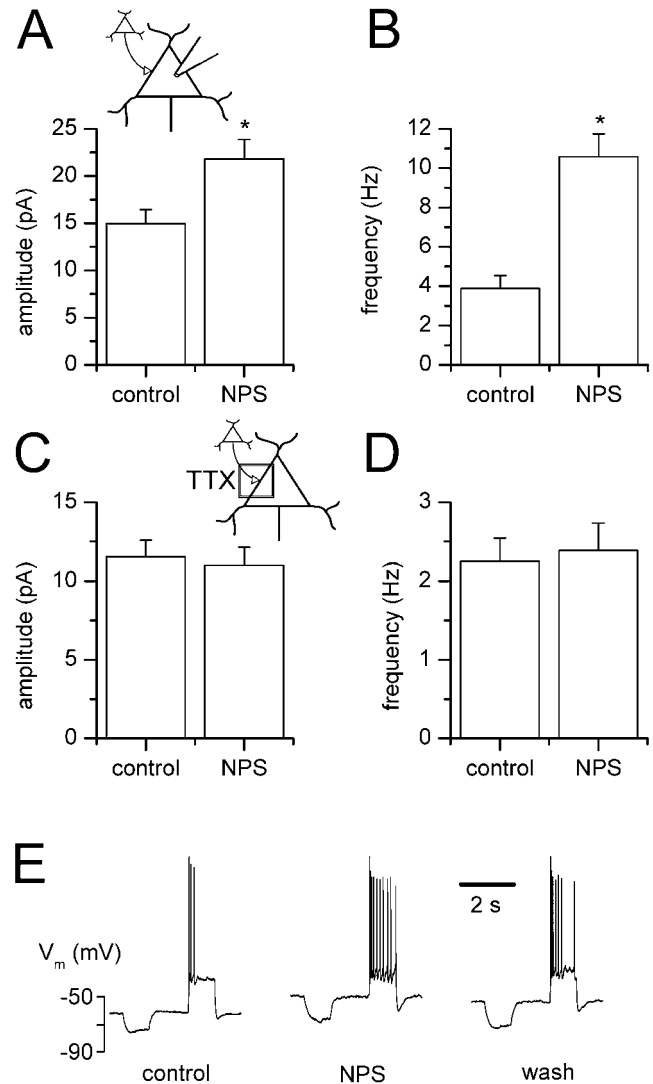 A
B
amplitude (pA)
25
20
15
10
5
0
*
control
NPS
frequency (Hz)
12
10
8
6
4
2
0
*
control
NPS
C
D
TTX
amplitude (pA)
15
10
5
0
control
NPS
frequency (Hz)
3
2
1
0
control
NPS
E
2 s
Vm (mV)
-50
-90
control
NPS
wash